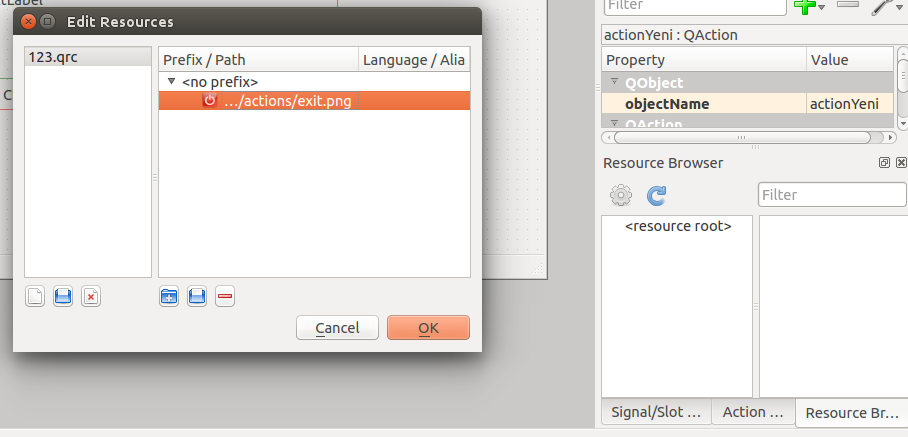 Edit Resources
123.qrc
Prefix / Path
Language / Alia
<no prefix>
.../actions/exit.png
Cancel
OK
Filter
actionYeni : QAction
Property
Value
QObject
objectName
actionYeni
QAction
Resource Browser
Filter
<resource root>
Signal/Slot ...
Action ...
Resource Br...